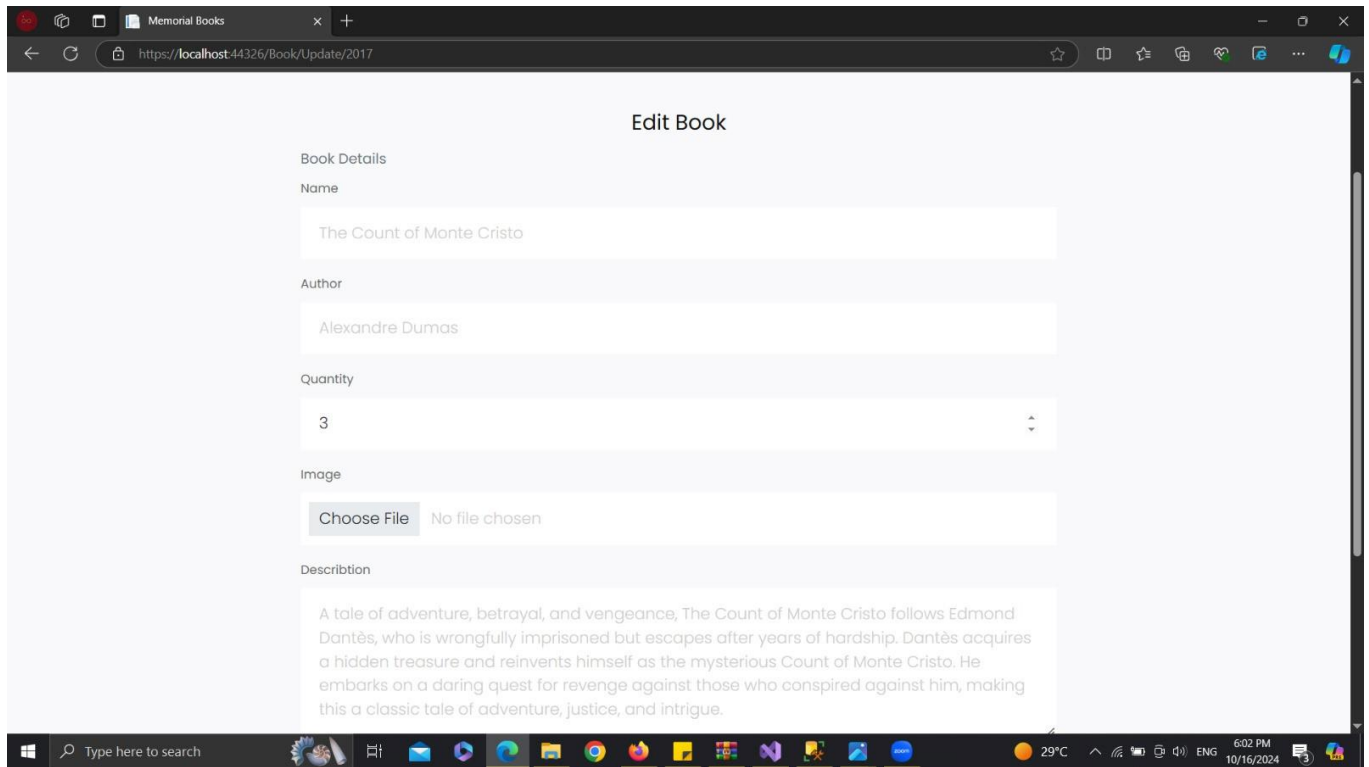 Memorial Books
https://localhost:44326/Book/Update/2017
Edit Book
Book Details
Name
The Count of Monte Cristo
Author
Alexandre Dumas
Quantity
3
Image
Choose File No file chosen
Describtion
A tale of adventure, betrayal, and vengeance, The Count of Monte Cristo follows Edmond
Dantès, who is wrongfully imprisoned but escapes after years of hardship. Dantès acquires
a hidden treasure and reinvents himself as the mysterious Count of Monte Cristo. He
embarks on a daring quest for revenge against those who conspired against him, making
this a classic tale of adventure, justice, and intrigue.
Type here to search
zoom
29°C
ENG
6:02 PM
10/16/2024
3